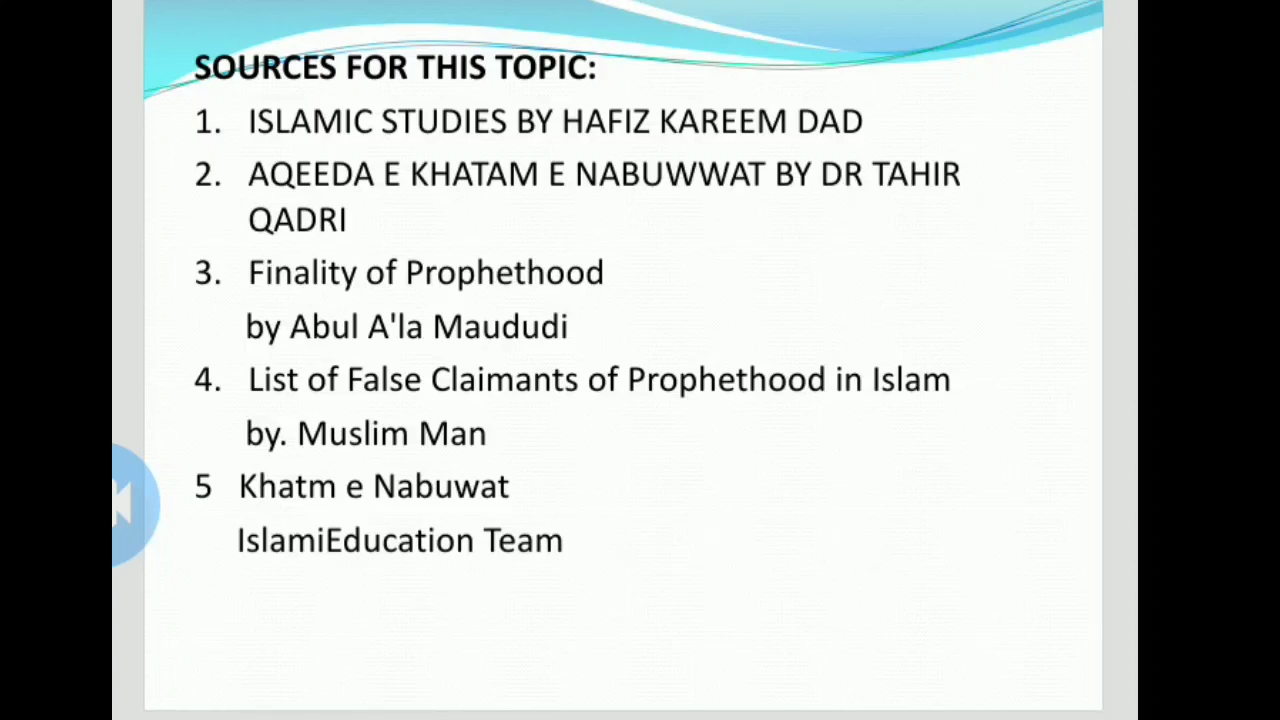 SOURCES FOR THIS TOPIC:
1. ISLAMIC STUDIES BY HAFIZ KAREEM DAD
2. AQEEDA E KHATAM E NABUWWAT BY DR TAHIR
QADRI
3. Finality of Prophethood
by Abul A'la Maududi
4. List of False Claimants of Prophethood in Islam
by. Muslim Man
5 Khatm e Nabuwat
IslamiEducation Team